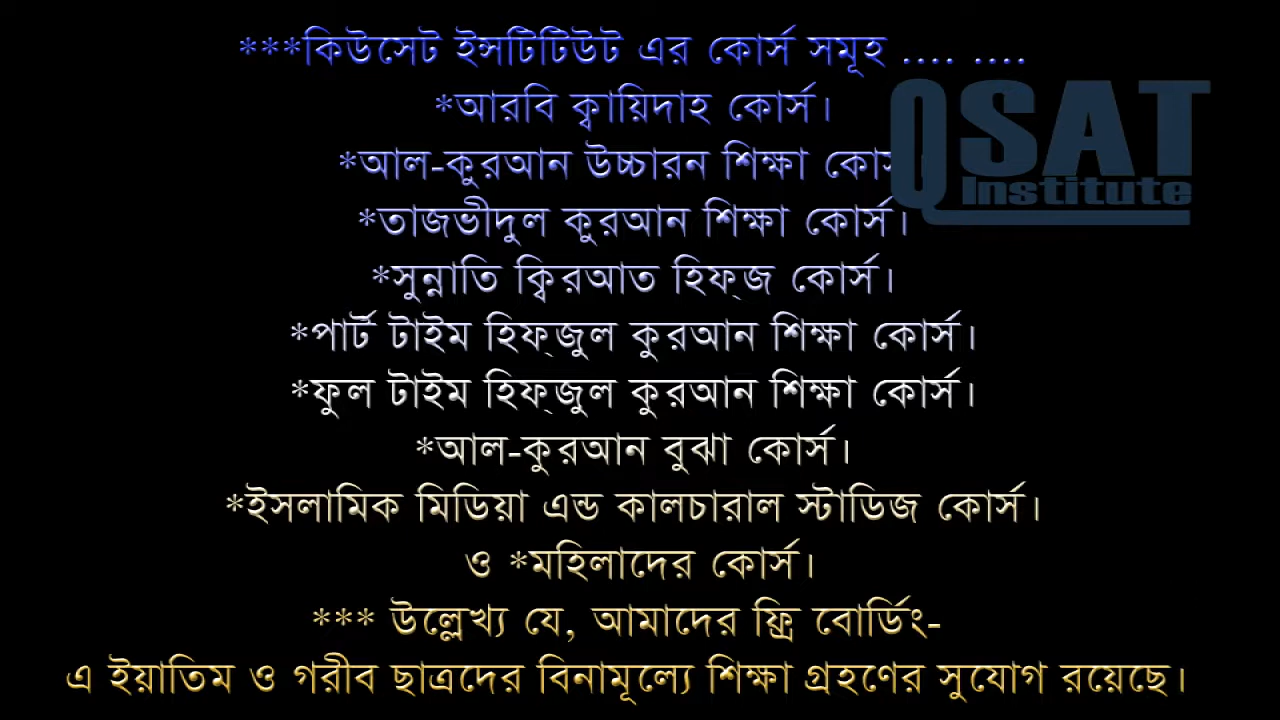 ***কিউসেট ইন্সটিটিউট এর কোর্স সমূহ .... ....
*আরবি ক্বায়িদাহ কোর্স।
*আল-কুরআন উচ্চারন শিক্ষা কোর্স
*তাজভীদুল কুরআন শিক্ষা কোর্স।
*সুন্নাতি ক্বিরআত হিফ্জ কোর্স।
*পার্ট টাইম হিফ্জুল কুরআন শিক্ষা কোর্স।
*ফুল টাইম হিফ্জুল কুরআন শিক্ষা কোর্স।
*আল-কুরআন বুঝা কোর্স।
*ইসলামিক মিডিয়া এন্ড কালচারাল স্টাডিজ কোর্স।
ও *মহিলাদের কোর্স।
*** উল্লেখ্য যে, আমাদের ফ্রি বোর্ডিং-
এ ইয়াতিম ও গরীব ছাত্রদের বিনামূল্যে শিক্ষা গ্রহণের সুযোগ রয়েছে।
QSAT
Institute